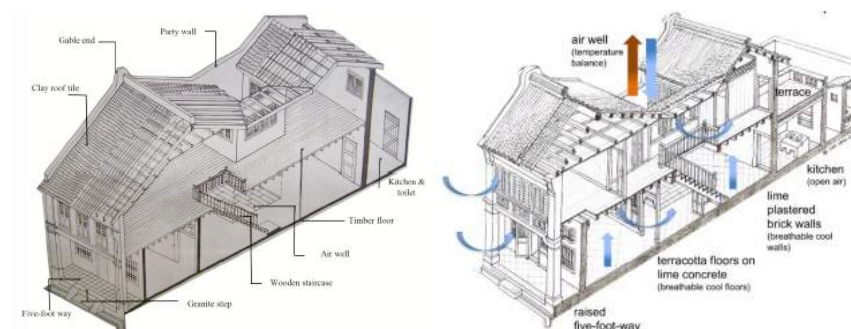 Gable end
Party wall
Clay roof tile
Kitchen &
toilet
Timber floor
Air well
Wooden staircase
Five-foot way
Granite step
air well
(temperature
balance)
terrace
kitchen
(open air)
lime
plastered
brick walls
(breathable cool
walls)
terracotta floors on
lime concrete
(breathable cool floors)
raised
five-foot-way